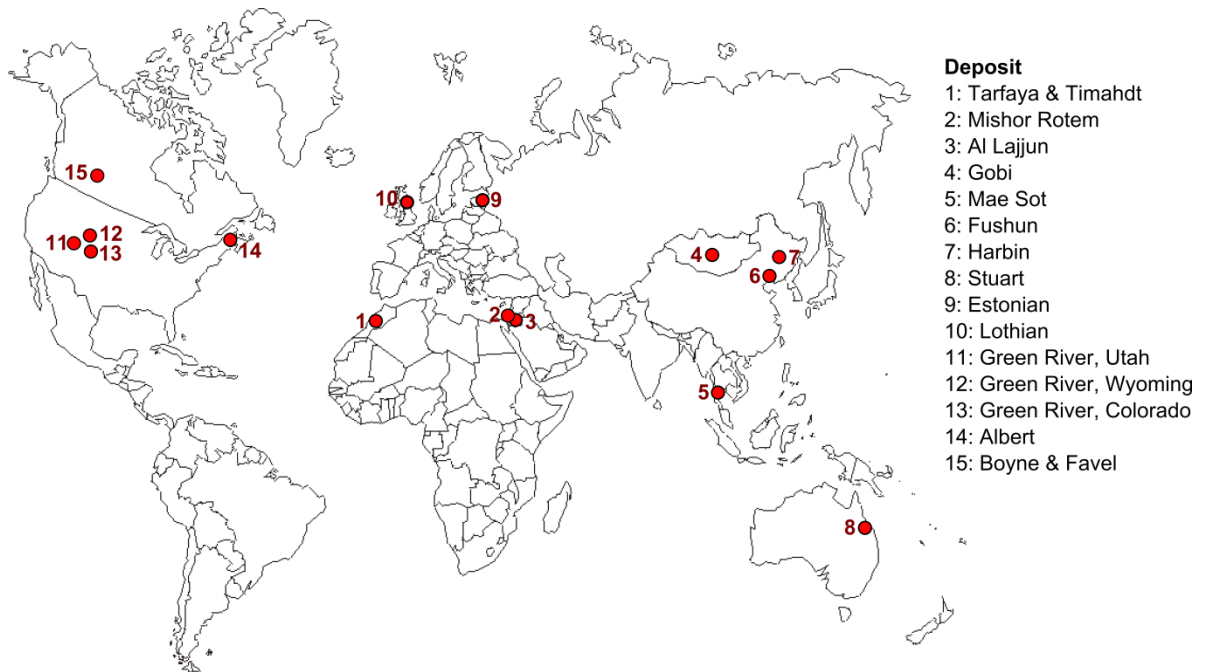 Deposit
1: Tarfaya & Timahdt
2: Mishor Rotem
3: Al Lajjun
4: Gobi
5: Mae Sot
6: Fushun
7: Harbin
8: Stuart
9: Estonian
10: Lothian
11: Green River, Utah
12: Green River, Wyoming
13: Green River, Colorado
14: Albert
15: Boyne & Favel
15
10
9
12
11
13
14
4
7
6
1
2
3
5
8